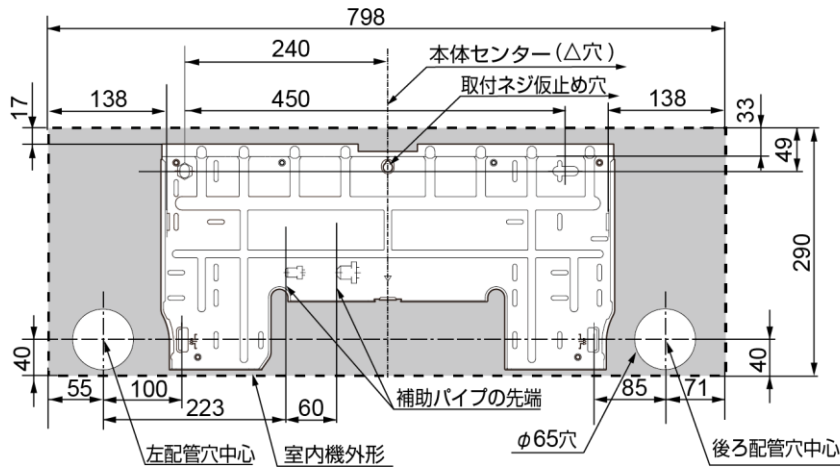 798
240
本体センター(△穴)
取付ネジ仮止め穴
138
450
138
17
33
49
290
40
40
55
100
補助パイプの先端
85
71
223
60
φ65穴
左配管穴中心
室内機外形
後ろ配管穴中心